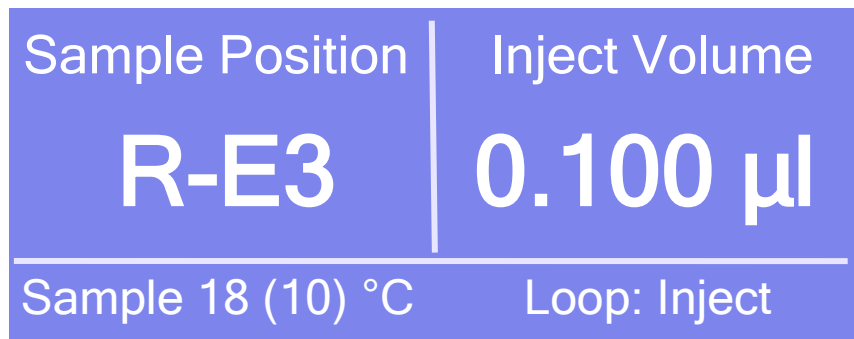 Sample Position
R-E3
Inject Volume
0.100 µl
Sample 18 (10) °C
Loop: Inject